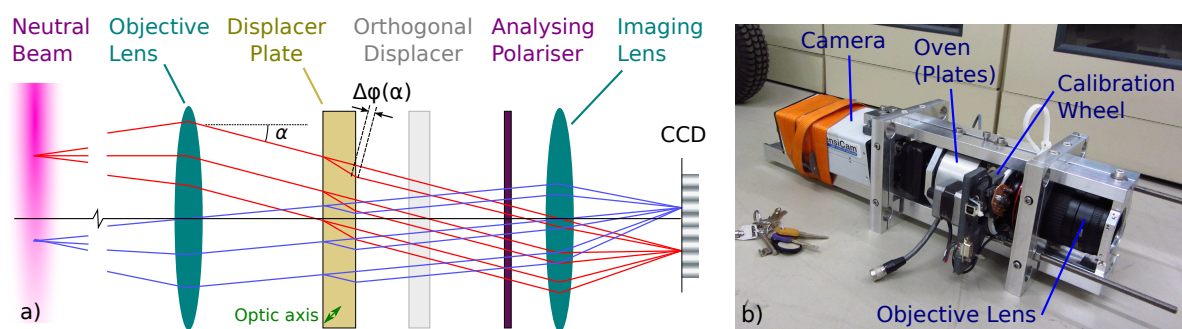 Neutral
Beam
Objective
Lens
Displacer
Plate
Orthogonal
Displacer
Analysing
Polariser
Imaging
Lens
Δφ(α)
α
CCD
Optic axis
a)
Camera
Oven
(Plates)
Calibration
Wheel
Objective Lens
b)